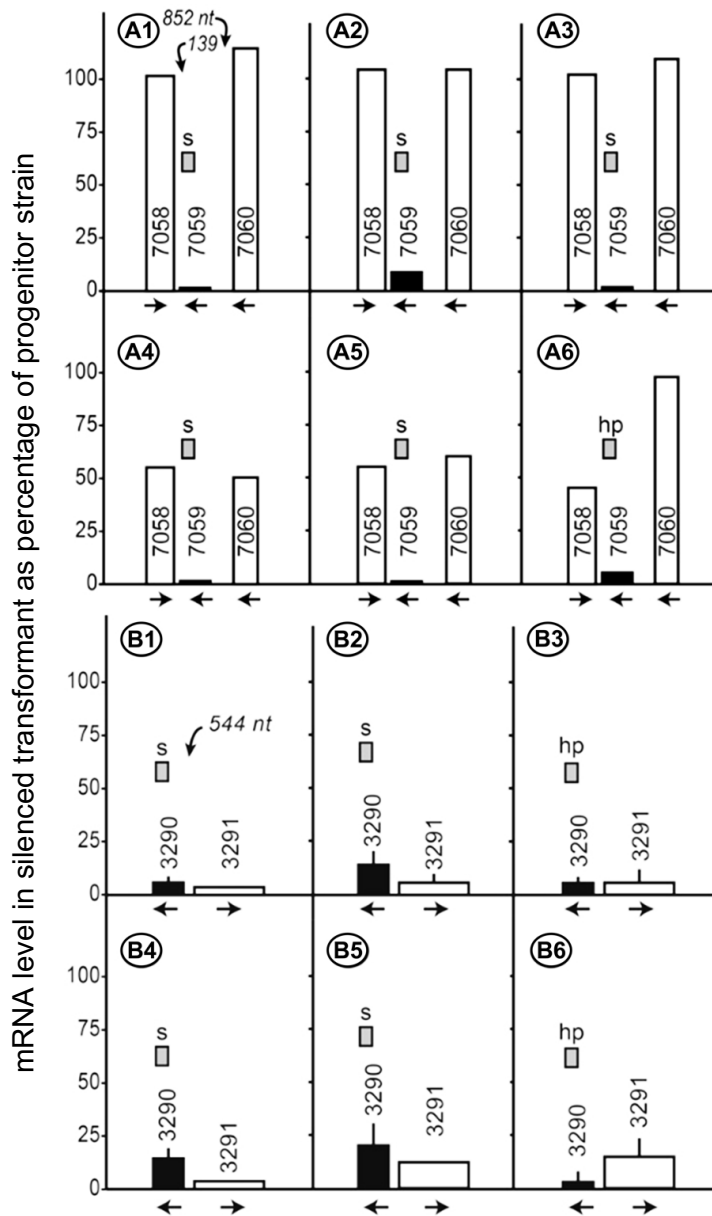 mRNA level in silenced transformant as percentage of progenitor strain
A1
852 nt
139
A2
A3
100
75
50
25
0
s
7058
7059
7060
s
7058
7059
7060
s
7058
7059
7060
A4
A5
A6
100
75
50
25
0
s
7058
7059
7060
s
7058
7059
7060
hp
7058
7059
7060
B1
B2
B3
100
75
50
25
0
s
544 nt
3290
3291
s
3290
3291
hp
3290
3291
B4
B5
B6
100
75
50
25
0
s
3290
3291
s
3290
3291
hp
3290
3291